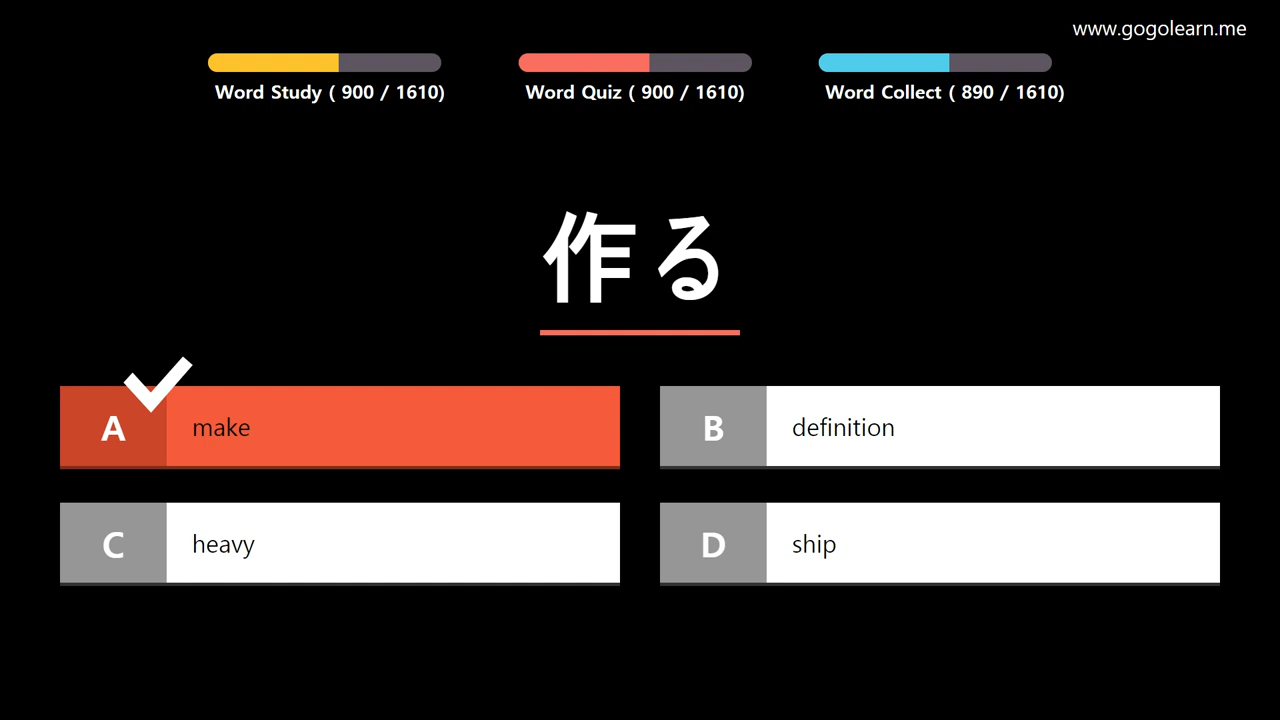 www.gogolearn.me
Word Study ( 900 / 1610)
Word Quiz ( 900 / 1610)
Word Collect ( 890 / 1610)
作る
A make
B definition
C heavy
D ship